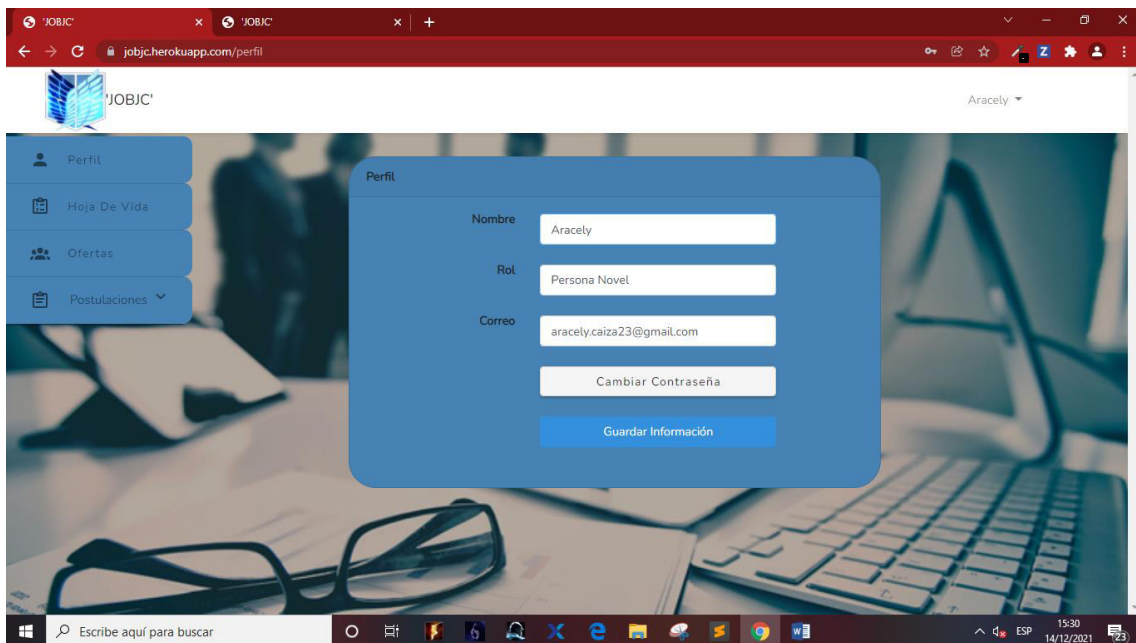 'JOBJC'
'JOBJC'
jobjc.herokuapp.com/perfil
Z
'JOBJC'
Aracely
Perfil
Hoja De Vida
Ofertas
Postulaciones
Perfil
Nombre
Aracely
Rol
Persona Novel
Correo
aracely.caiza23@gmail.com
Cambiar Contraseña
Guardar Información
Escribe aquí para buscar
ESP
15:30
14/12/2021
23